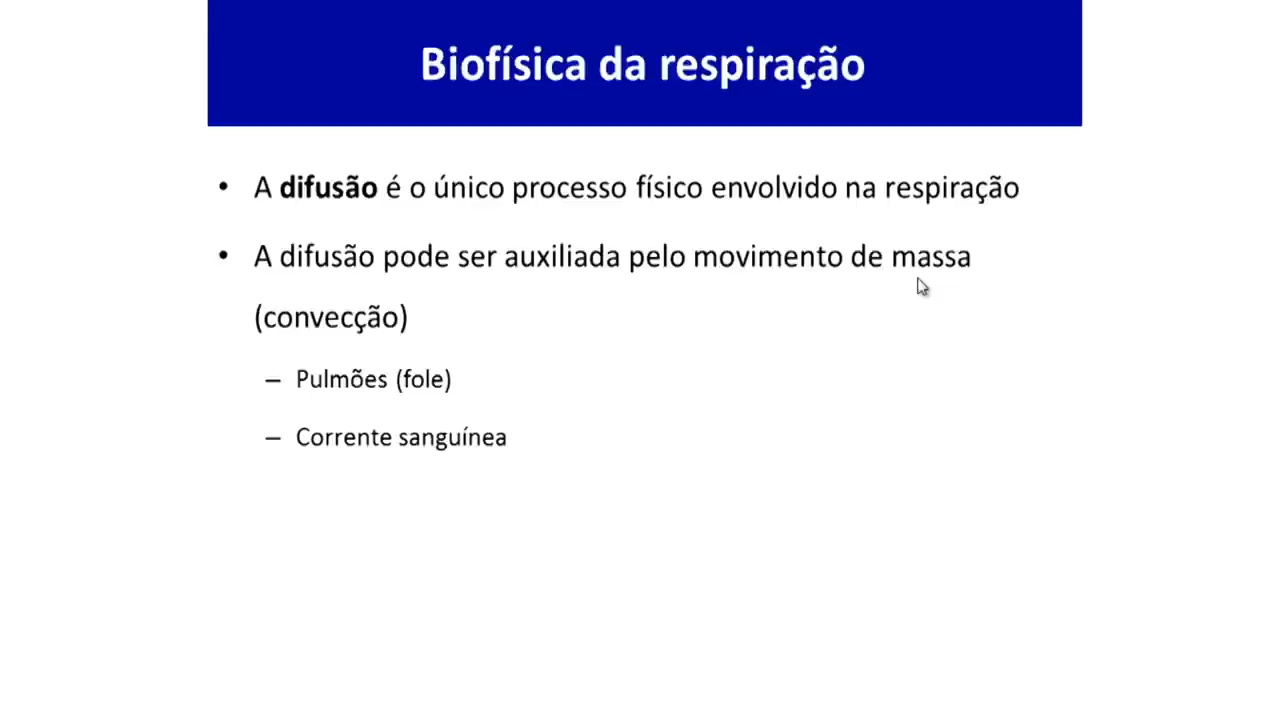 Biofísica da respiração
• A difusão é o único processo físico envolvido na respiração
• A difusão pode ser auxiliada pelo movimento de massa
(convecção)
– Pulmões (fole)
– Corrente sanguínea